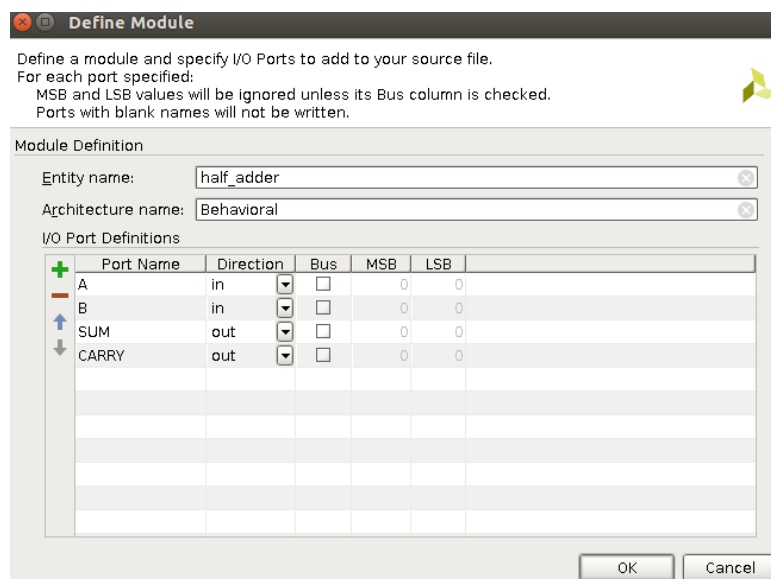 Define Module
Define a module and specify I/O Ports to add to your source file.
For each port specified:
MSB and LSB values will be ignored unless its Bus column is checked.
Ports with blank names will not be written.
Module Definition
Entity name: half_adder
Architecture name: Behavioral
I/O Port Definitions
Port Name Direction Bus MSB LSB
A in 0 0
B in 0 0
SUM out 0 0
CARRY out 0 0
OK Cancel